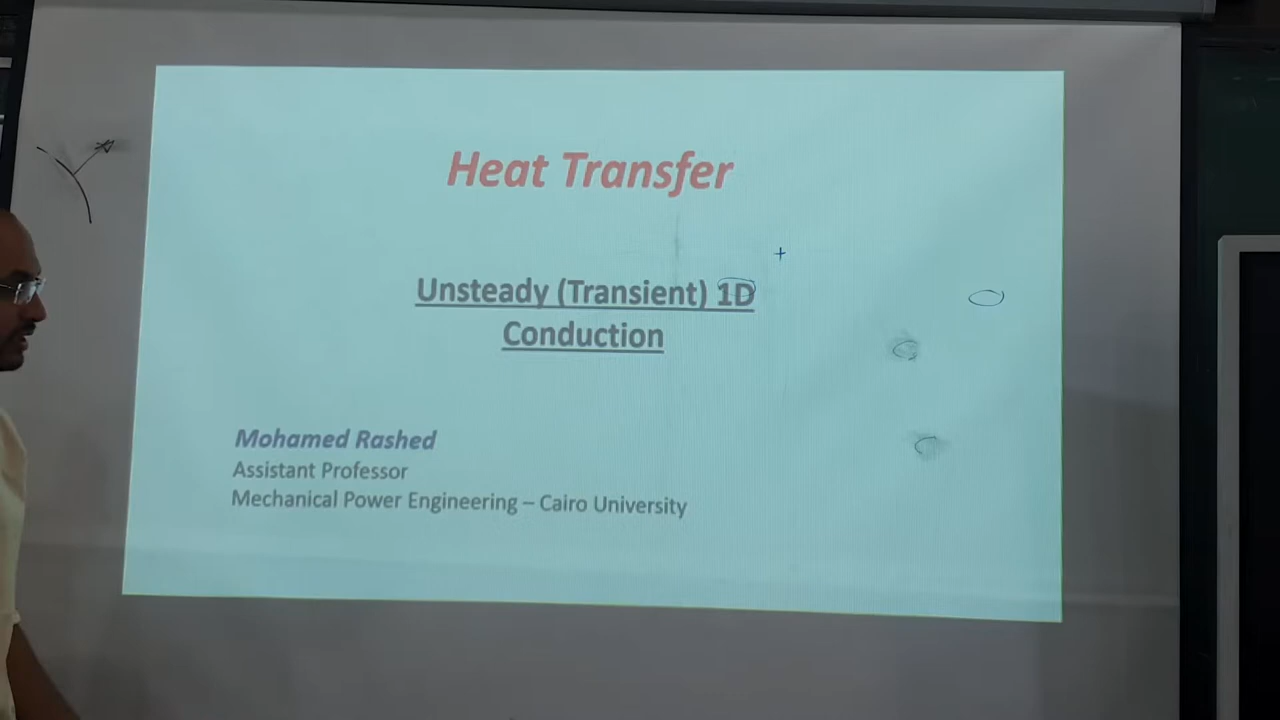 Heat Transfer
Unsteady (Transient) 1D
Conduction
Mohamed Rashed
Assistant Professor
Mechanical Power Engineering – Cairo University